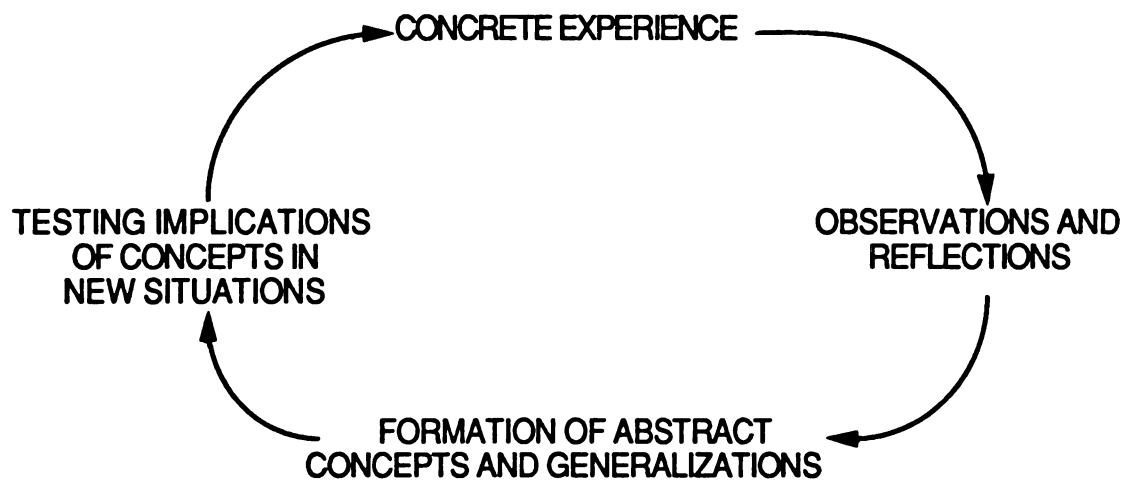 CONCRETE EXPERIENCE
OBSERVATIONS AND
REFLECTIONS
FORMATION OF ABSTRACT
CONCEPTS AND GENERALIZATIONS
TESTING IMPLICATIONS
OF CONCEPTS IN
NEW SITUATIONS